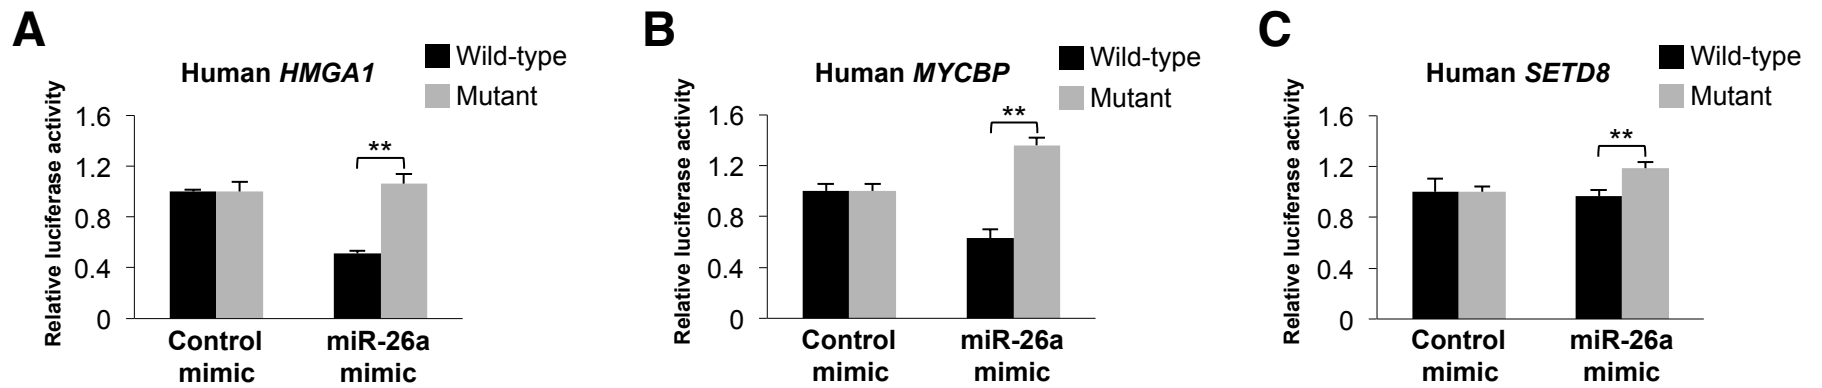 A
Human HMGA1
Wild-type
Mutant
Relative luciferase activity
1.6
1.2
0.8
0.4
0
**
Control mimic
miR-26a mimic
B
Human MYCBP
Wild-type
Mutant
Relative luciferase activity
1.6
1.2
0.8
0.4
0
**
Control mimic
miR-26a mimic
C
Human SETD8
Wild-type
Mutant
Relative luciferase activity
1.6
1.2
0.8
0.4
0
**
Control mimic
miR-26a mimic